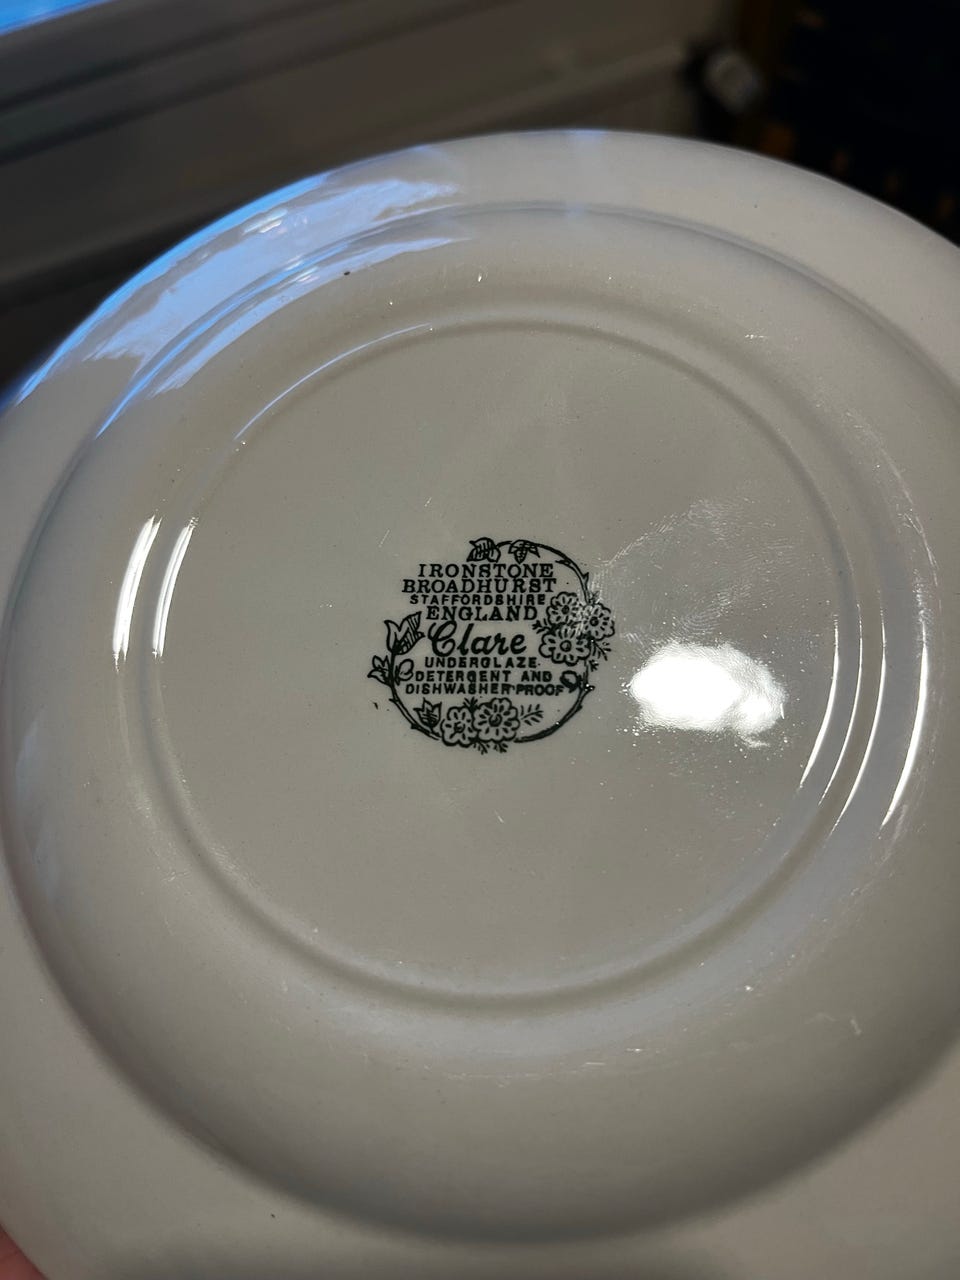 IRONSTONE
BROADHURST
STAFFORDSHIRE
ENGLAND
Clare
UNDERGLAZE
DETERGENT AND
DISHWASHER PROOF